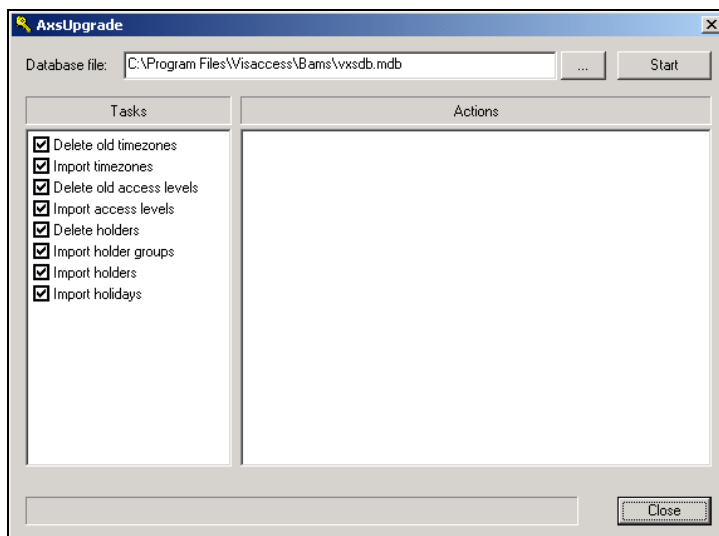 AxsUpgrade
Database file: C:\Program Files\Visaccess\Bams\vxsdb.mdb ... Start
Tasks Actions
Delete old timezones
Import timezones
Delete old access levels
Import access levels
Delete holders
Import holder groups
Import holders
Import holidays
Close